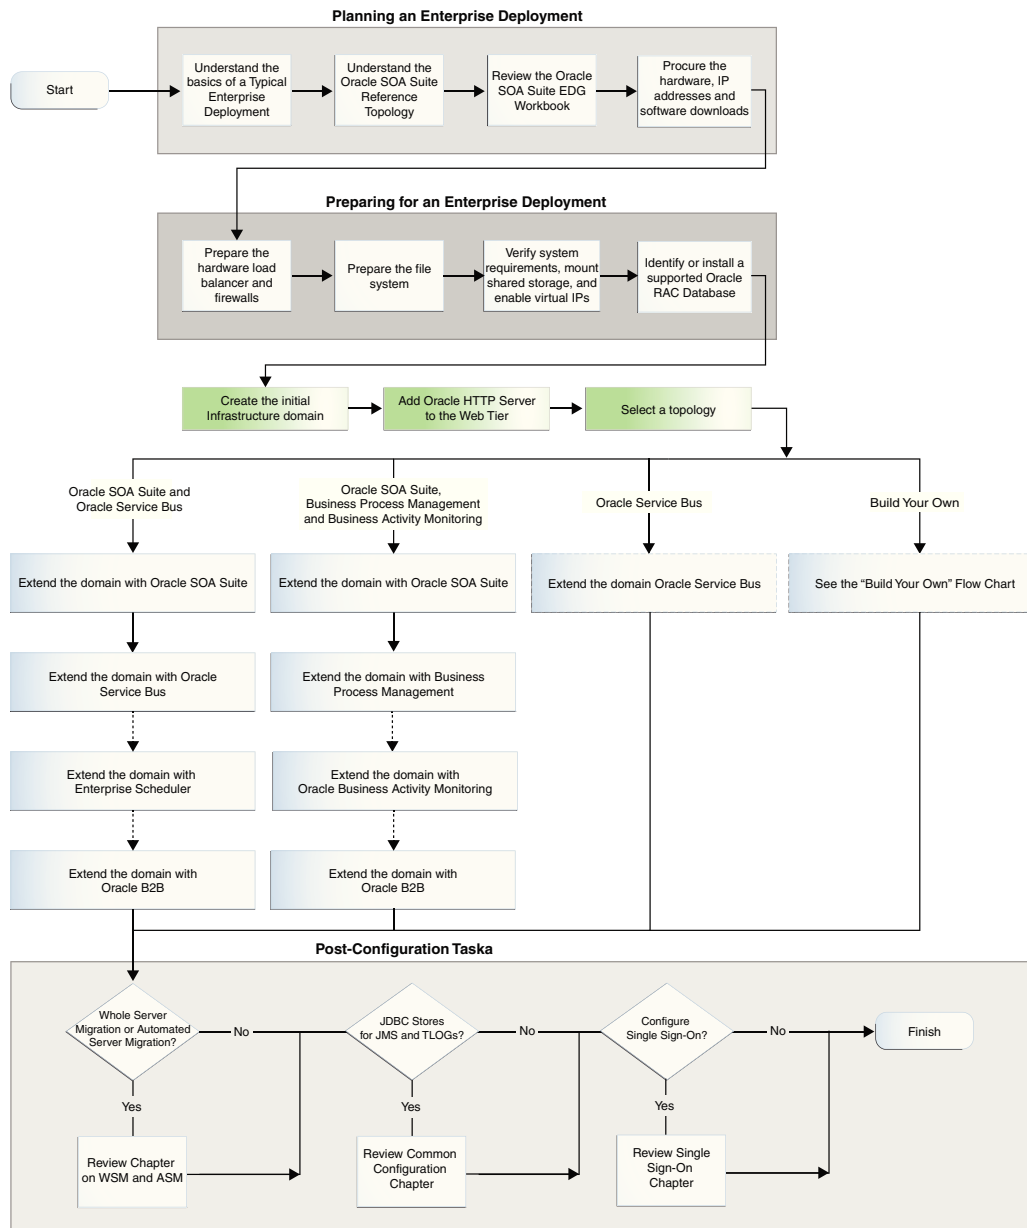 Planning an Enterprise Deployment
Start
Understand the
basics of a Typical
Enterprise
Deployment
Understand the
Oracle SOA Suite
Reference
Topology
Review the Oracle
SOA Suite EDG
Workbook
Procure the
hardware, IP
addresses and
software downloads
Preparing for an Enterprise Deployment
Prepare the
hardware load
balancer and
firewalls
Prepare the file
system
Verify system
requirements, mount
shared storage, and
enable virtual IPs
Identify or install a
supported Oracle
RAC Database
Create the initial
Infrastructure domain
Add Oracle HTTP Server
to the Web Tier
Select a topology
Oracle SOA Suite and
Oracle Service Bus
Oracle SOA Suite,
Business Process Management
and Business Activity Monitoring
Oracle Service Bus
Build Your Own
Extend the domain with Oracle SOA Suite
Extend the domain with Oracle SOA Suite
Extend the domain Oracle Service Bus
See the “Build Your Own” Flow Chart
Extend the domain with Oracle
Service Bus
Extend the domain with Business
Process Management
Extend the domain with
Enterprise Scheduler
Extend the domain with
Oracle Business Activity Monitoring
Extend the domain with
Oracle B2B
Extend the domain with
Oracle B2B
Post-Configuration Taska
Whole Server
Migration or Automated
Server Migration?
No
JDBC Stores
for JMS and TLOGs?
No
Configure
Single Sign-On?
No
Finish
Yes
Yes
Yes
Review Chapter
on WSM and ASM
Review Common
Configuration
Chapter
Review Single
Sign-On
Chapter